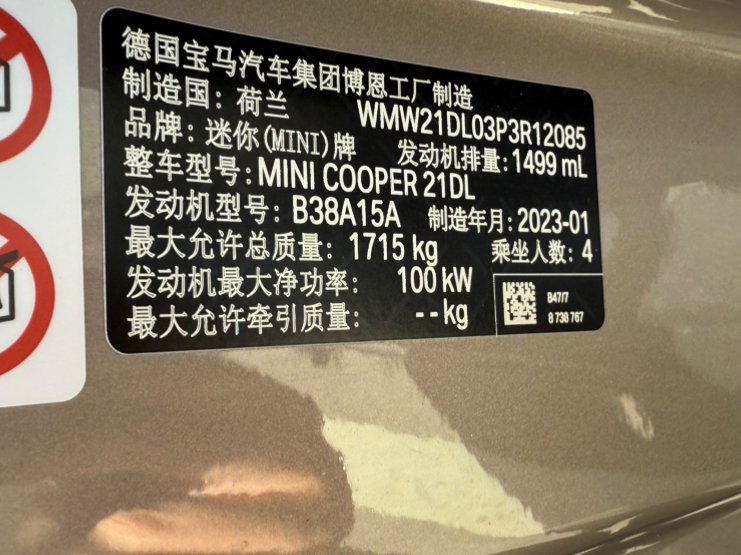 德国宝马汽车集团博恩工厂制造
制造国: 荷兰 WMW21DL03P3R12085
品牌: 迷你(MINI)牌 发动机排量: 1499 mL
整车型号: MINI COOPER 21DL
发动机型号: B38A15A 制造年月: 2023-01
最大允许总质量: 1715 kg 乘坐人数: 4
发动机最大净功率: 100 kW
最大允许牵引质量: -- kg
B47/7
8 738 767